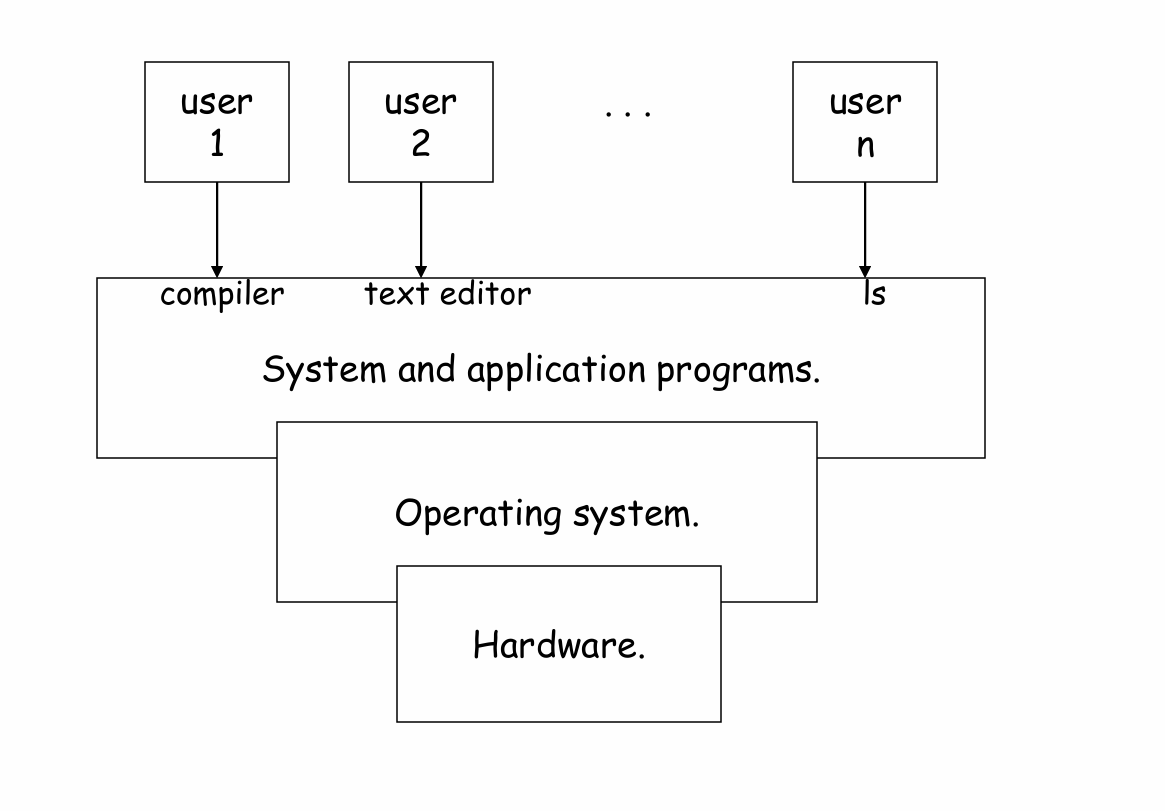 user
1
user
2
. . .
user
n
compiler
text editor
ls
System and application programs.
Operating system.
Hardware.